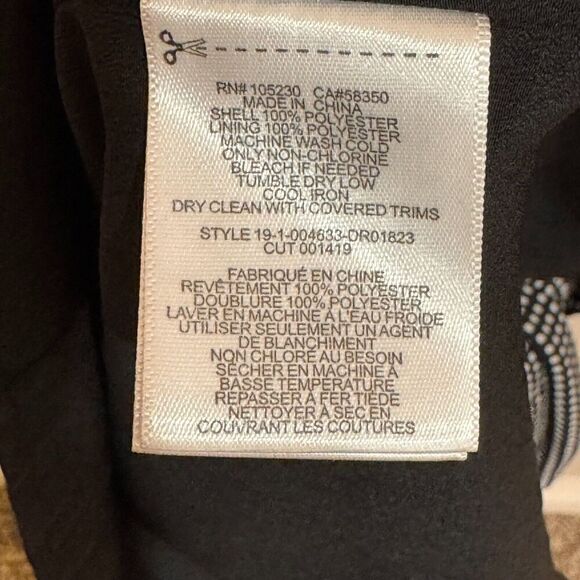 RN# 105230 CA#58350
MADE IN CHINA
SHELL 100% POLYESTER
LINING 100% POLYESTER
MACHINE WASH COLD
ONLY NON-CHLORINE
BLEACH IF NEEDED
TUMBLE DRY LOW
COOL IRON
DRY CLEAN WITH COVERED TRIMS
STYLE 19-1-004633-DR01823
CUT 001419
FABRIQUÉ EN CHINE
REVÊTEMENT 100% POLYESTER
DOUBLURE 100% POLYESTER
LAVER EN MACHINE À L'EAU FROIDE
UTILISER SEULEMENT UN AGENT
DE BLANCHIMENT
NON CHLORÉ AU BESOIN
SÉCHER EN MACHINE À
BASSE TEMPÉRATURE
REPASSER À FER TIÈDE
NETTOYER À SEC EN
COUVRANT LES COUTURES